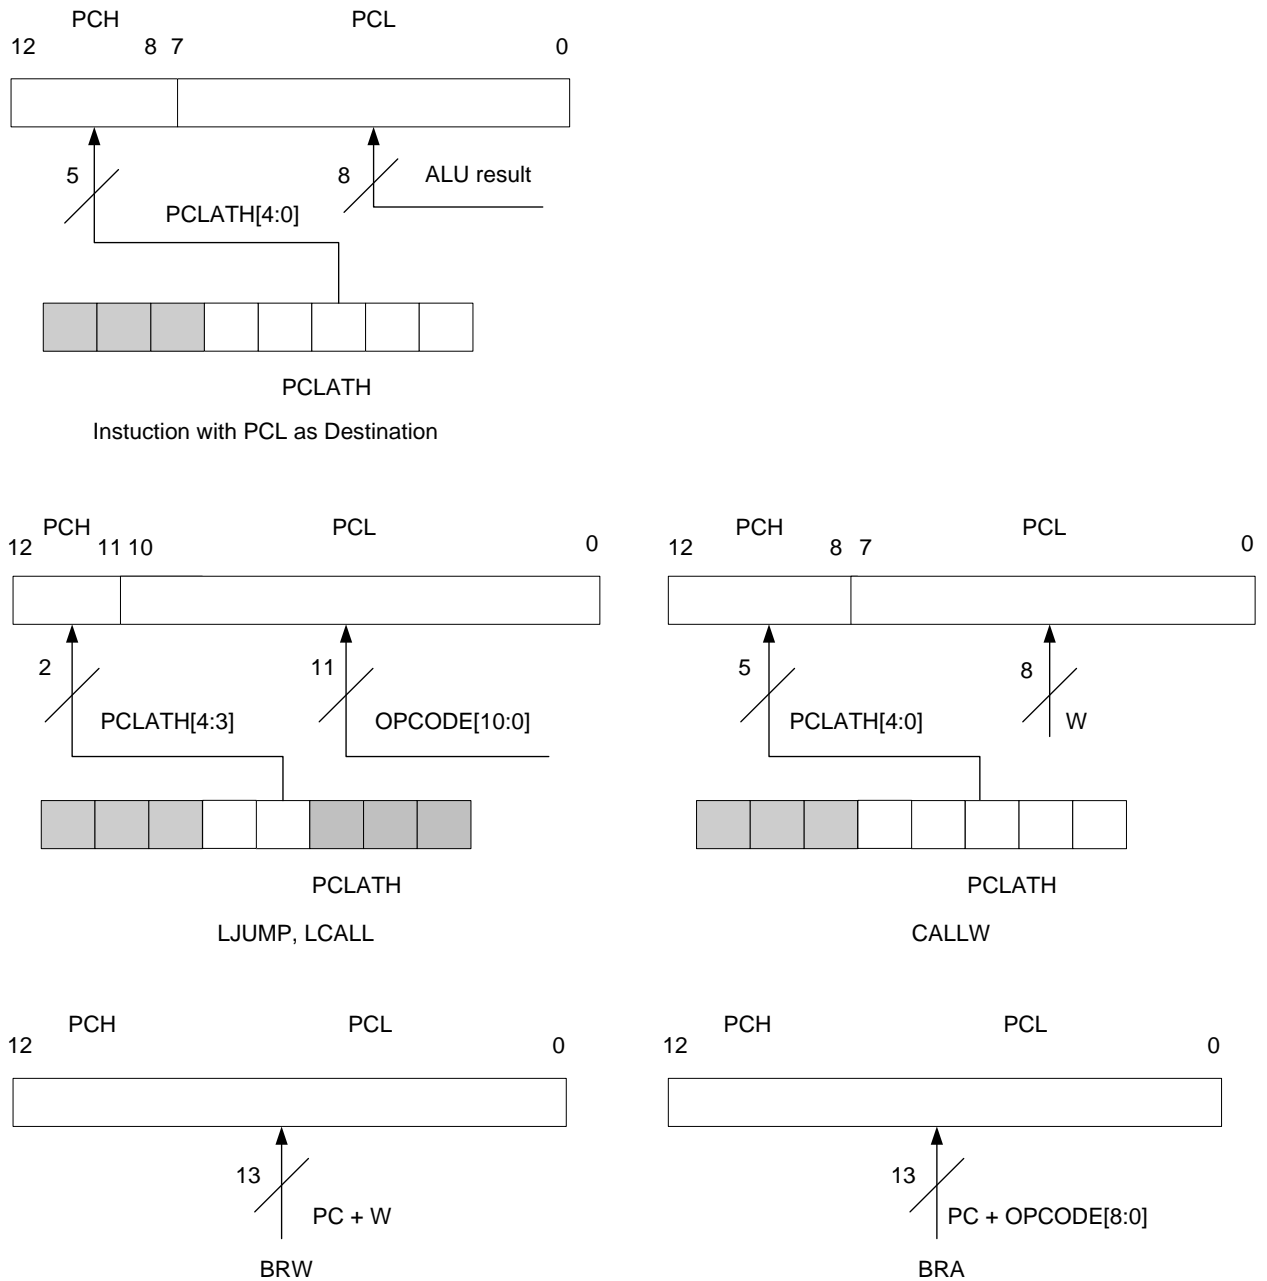 PCH PCL
12 8 7 0
5 8 ALU result
PCLATH[4:0]
PCLATH
Instuction with PCL as Destination
PCH PCL
12 11 10 0
2 11
PCLATH[4:3] OPCODE[10:0]
PCLATH
LJUMP, LCALL
PCH PCL
12 8 7 0
5 8
PCLATH[4:0] W
PCLATH
CALLW
PCH PCL
12 0
13
PC + W
BRW
PCH PCL
12 0
13
PC + OPCODE[8:0]
BRA